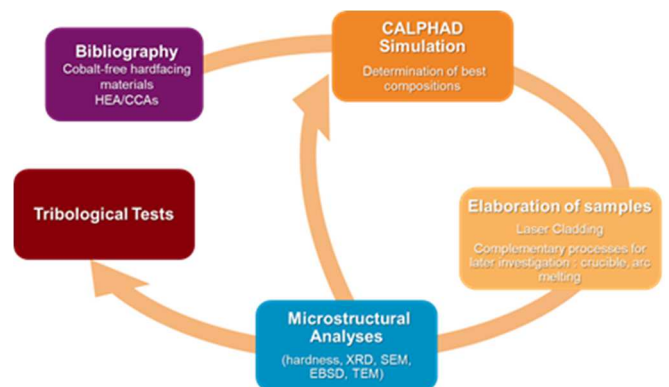 Bibliography
Cobalt-free hardfacing
materials
HEA/CCAs
CALPHAD
Simulation
Determination of best
compositions
Elaboration of samples
Laser Cladding
Complementary processes for
later investigation : crucible, arc
melting
Microstructural
Analyses
(hardness, XRD, SEM,
EBSD, TEM)
Tribological Tests